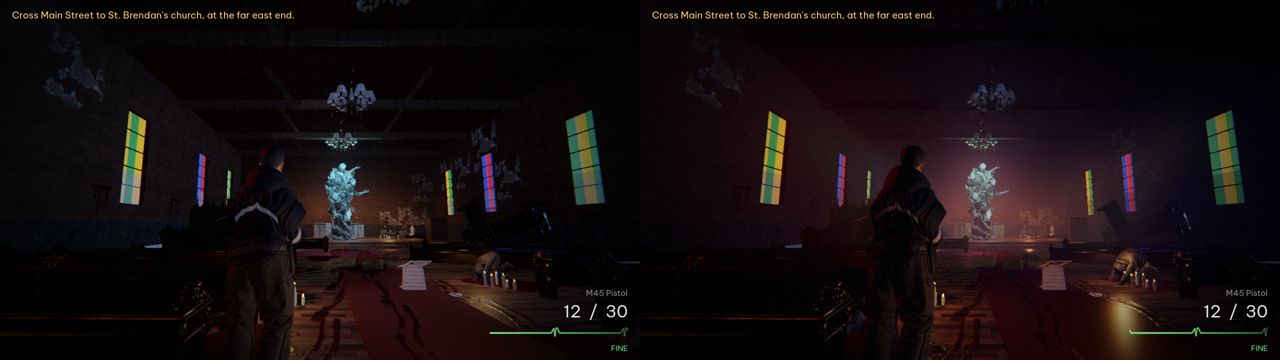 Cross Main Street to St. Brendan's church, at the far east end.
M45 Pistol
12 / 30
FINE
Cross Main Street to St. Brendan's church, at the far east end.
M45 Pistol
12 / 30
FINE